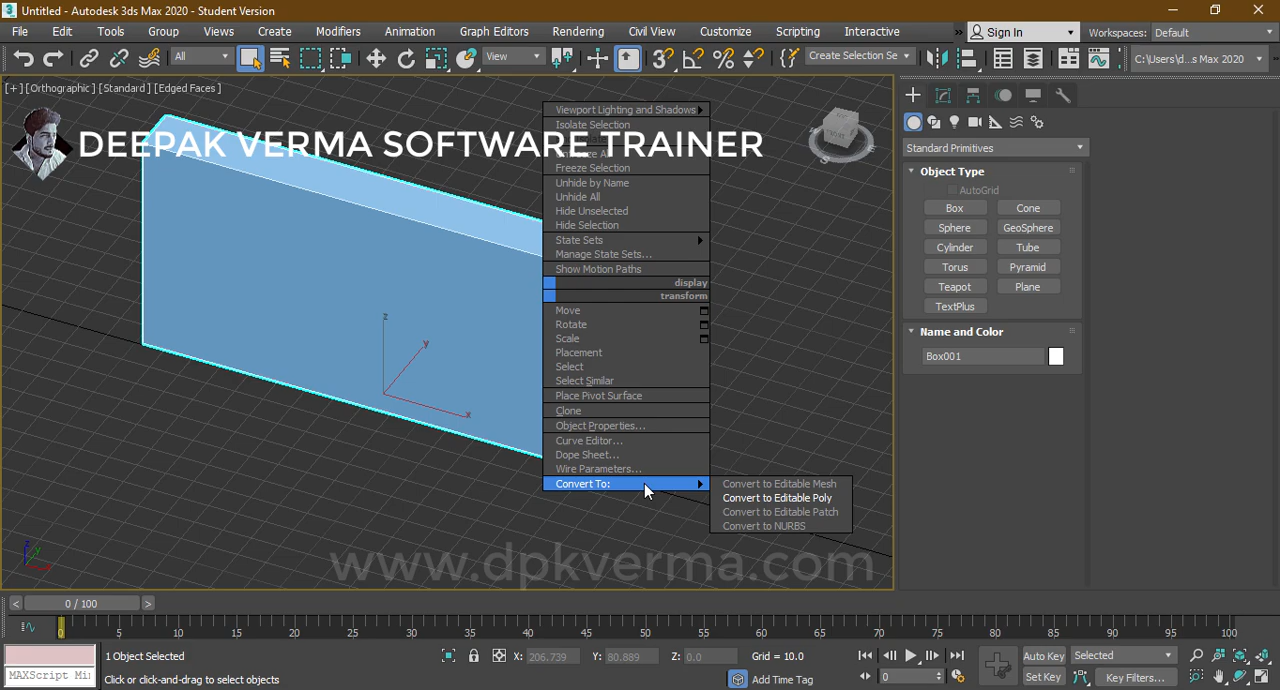 Untitled - Autodesk 3ds Max 2020 - Student Version
File Edit Tools Group Views Create Modifiers Animation Graph Editors Rendering Civil View Customize Scripting Interactive » Sign In Workspaces: Default
All View Create Selection Se C:\Users\d...s Max 2020
[+] [Orthographic] [Standard] [Edged Faces]
DEEPAK VERMA SOFTWARE TRAINER
Viewport Lighting and Shadows
Isolate Selection
Freeze Selection
Unhide by Name
Unhide All
Hide Unselected
Hide Selection
State Sets
Manage State Sets...
Show Motion Paths
display
transform
Move
Rotate
Scale
Placement
Select
Select Similar
Place Pivot Surface
Clone
Object Properties...
Curve Editor...
Dope Sheet...
Wire Parameters...
Convert To:
Convert to Editable Mesh
Convert to Editable Poly
Convert to Editable Patch
Convert to NURBS
z
y
x
Standard Primitives
Object Type
AutoGrid
Box Cone
Sphere GeoSphere
Cylinder Tube
Torus Pyramid
Teapot Plane
TextPlus
Name and Color
Box001
www.dpkverma.com
< 0 / 100 >
0 5 10 15 20 25 30 35 40 45 50 55 60 65 70 75 80 85 90 95 100
1 Object Selected X: 206.739 Y: 80.889 Z: 0.0 Grid = 10.0 Auto Key Selected
MAXScript Mi: Click or click-and-drag to select objects Add Time Tag 0 Set Key Key Filters...